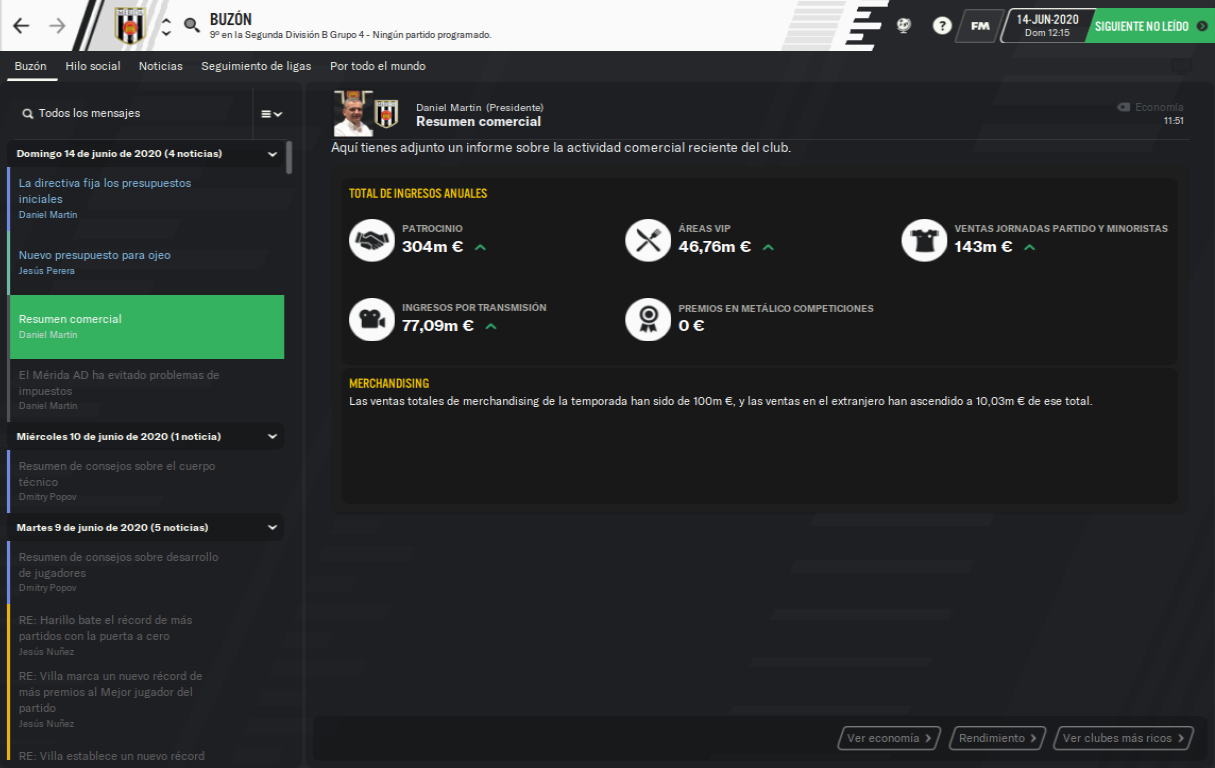 BUZÓN
9º en la Segunda División B Grupo 4 - Ningún partido programado.
?
FM
14-JUN-2020
Dom 12:15
SIGUIENTE NO LEÍDO
Buzón
Hilo social
Noticias
Seguimiento de ligas
Por todo el mundo
Todos los mensajes
Domingo 14 de junio de 2020 (4 noticias)
La directiva fija los presupuestos
iniciales
Daniel Martin
Nuevo presupuesto para ojeo
Jesús Perera
Resumen comercial
Daniel Martin
El Mérida AD ha evitado problemas de
impuestos
Daniel Martin
Miércoles 10 de junio de 2020 (1 noticia)
Resumen de consejos sobre el cuerpo
técnico
Dmitry Popov
Martes 9 de junio de 2020 (5 noticias)
Resumen de consejos sobre desarrollo
de jugadores
Dmitry Popov
RE: Harillo bate el récord de más
partidos con la puerta a cero
Jesús Nuñez
RE: Villa marca un nuevo récord de
más premios al Mejor jugador del
partido
Jesús Nuñez
RE: Villa establece un nuevo récord
Daniel Martin (Presidente)
Resumen comercial
Economía
11:51
Aquí tienes adjunto un informe sobre la actividad comercial reciente del club.
TOTAL DE INGRESOS ANUALES
PATROCINIO
304m €
ÁREAS VIP
46,76m €
VENTAS JORNADAS PARTIDO Y MINORISTAS
143m €
INGRESOS POR TRANSMISIÓN
77,09m €
PREMIOS EN METÁLICO COMPETICIONES
0 €
MERCHANDISING
Las ventas totales de merchandising de la temporada han sido de 100m €, y las ventas en el extranjero han ascendido a 10,03m € de ese total.
Ver economía
Rendimiento
Ver clubes más ricos